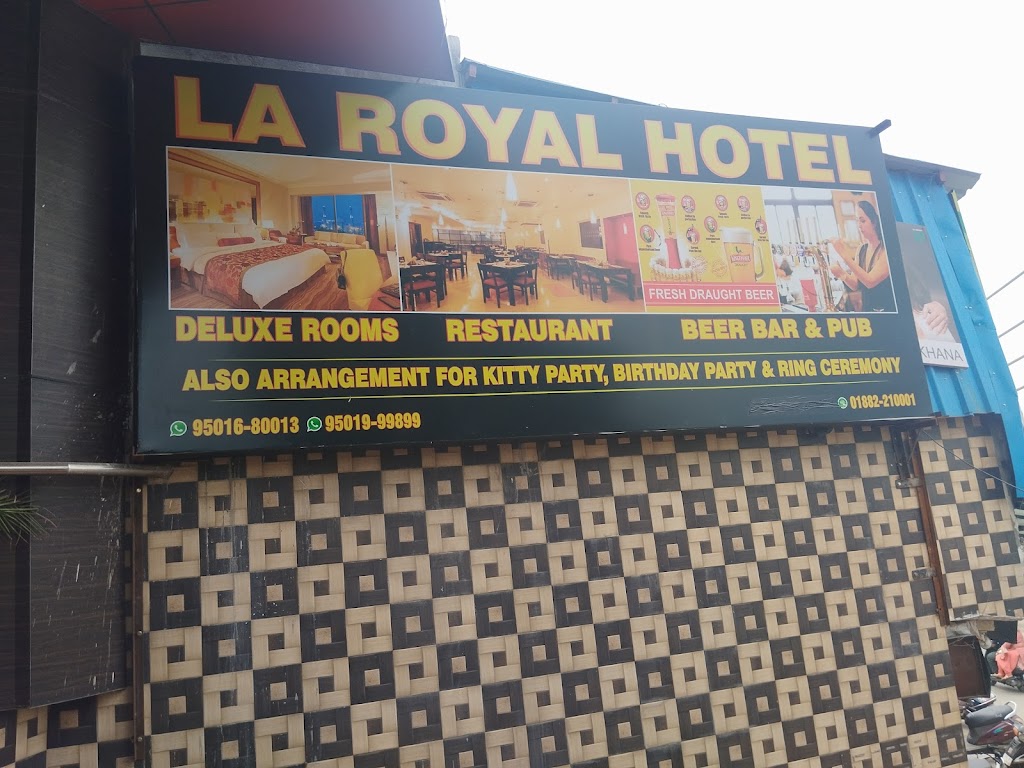 LA ROYAL HOTEL
FRESH DRAUGHT BEER
DELUXE ROOMS RESTAURANT BEER BAR & PUB
ALSO ARRANGEMENT FOR KITTY PARTY, BIRTHDAY PARTY & RING CEREMONY
95016-80013 95019-99899 01882-210001
KHANA